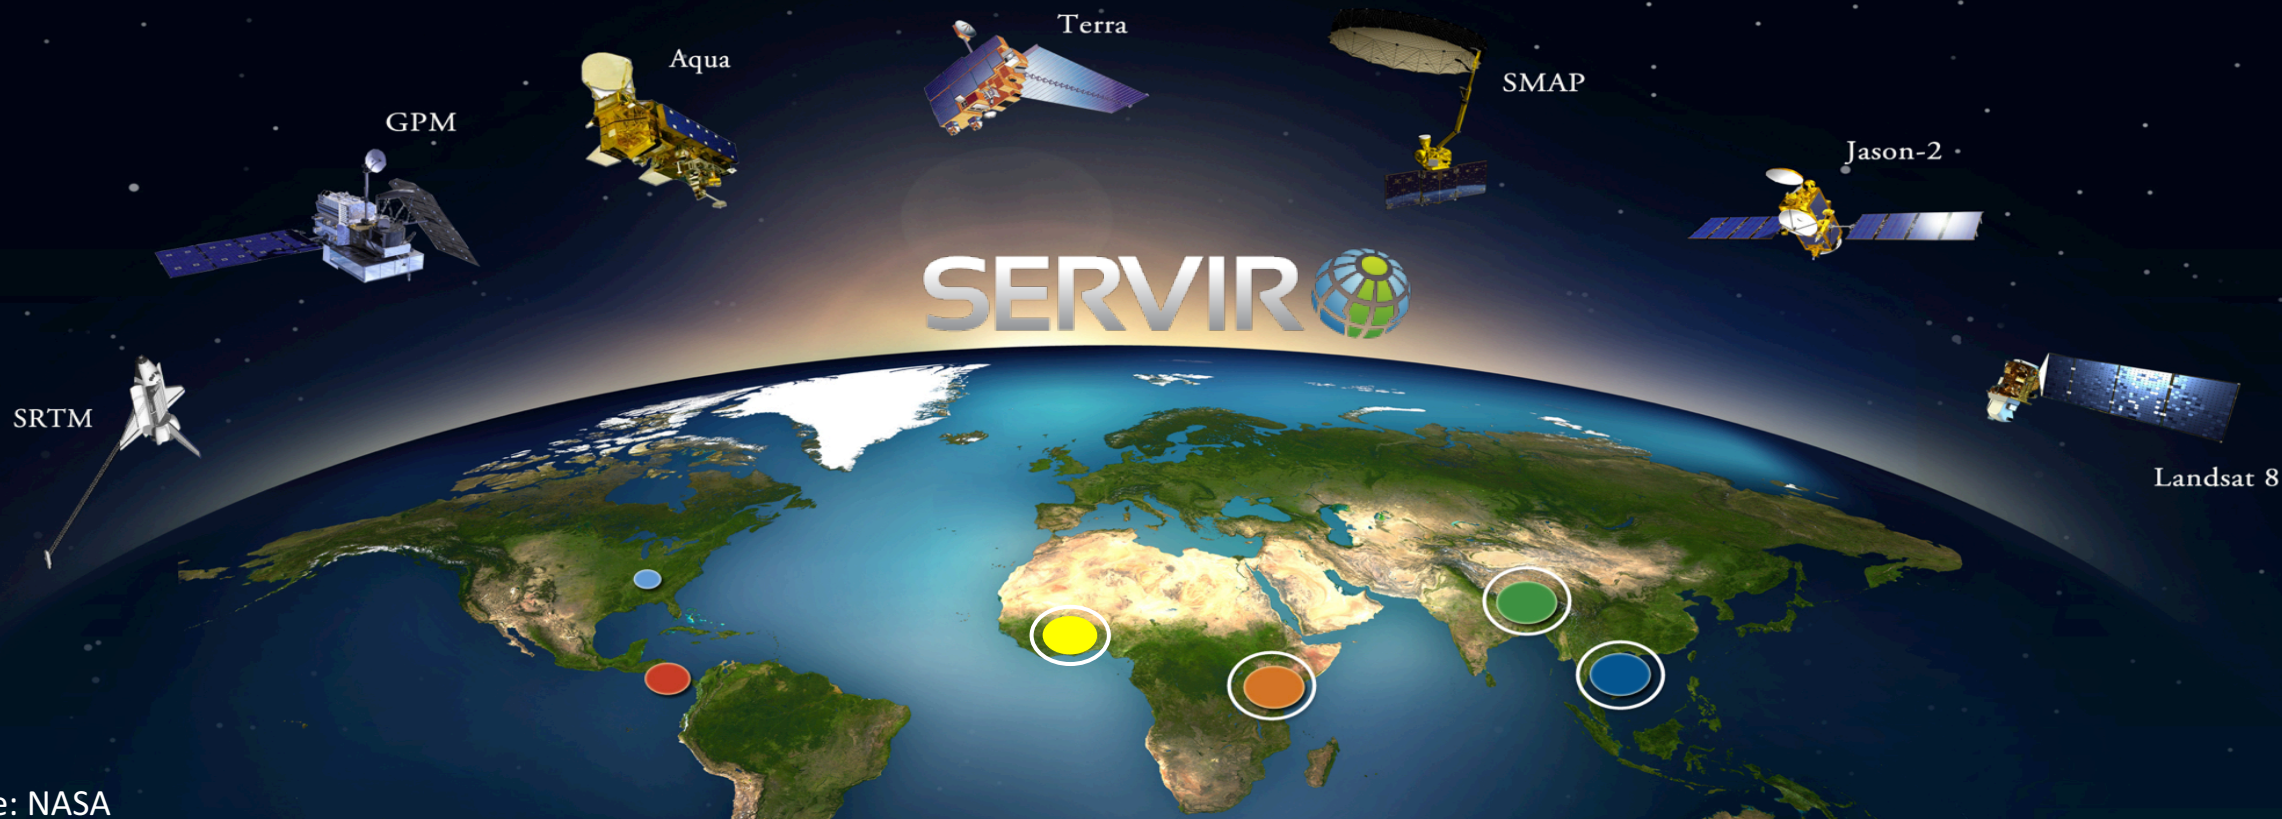 Terra
Aqua
SMAP
GPM
Jason-2
SERVIR
SRTM
Landsat 8
e: NASA